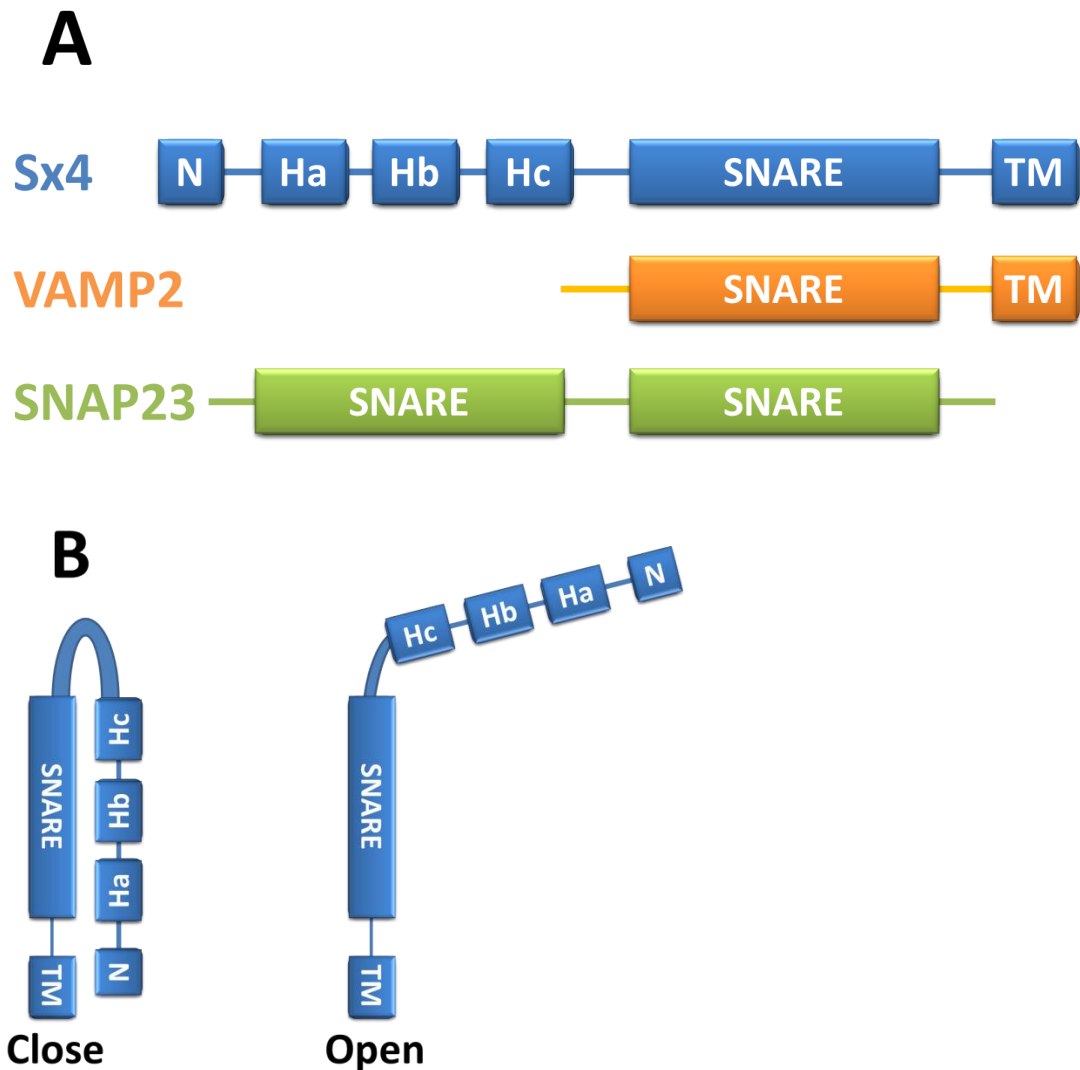 A
Sx4 N Ha Hb Hc SNARE TM
VAMP2 SNARE TM
SNAP23 SNARE SNARE
B
SNARE TM Hc Hb Ha N
Hc Hb Ha N
SNARE TM
Close Open